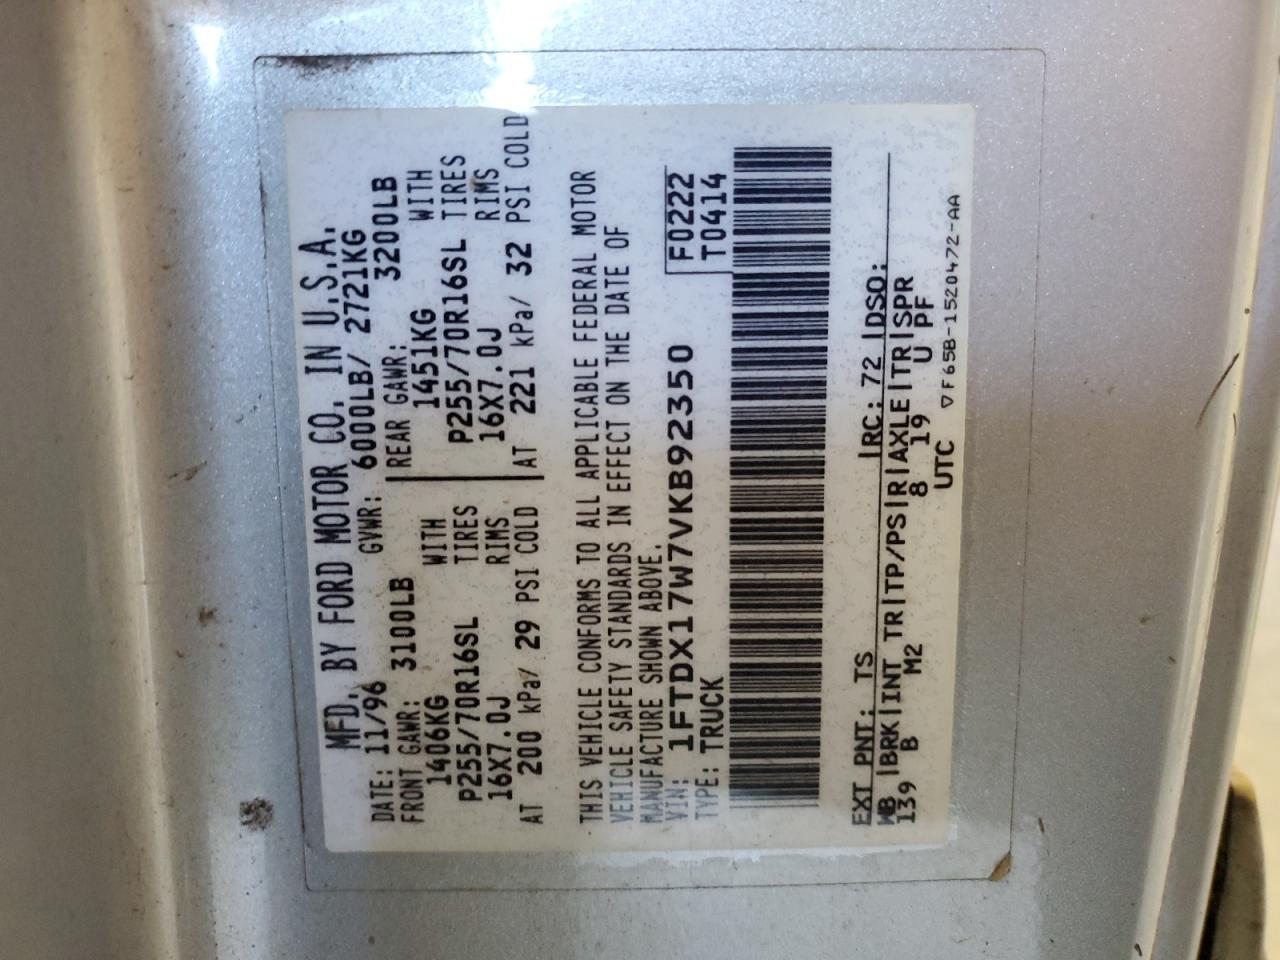 MFD. BY FORD MOTOR CO. IN U.S.A.
DATE: 11/96 GVWR: 6000LB/ 2721KG
FRONT GAWR: 3100LB REAR GAWR: 3200LB
1406KG WITH 1451KG WITH
P255/70R16SL TIRES P255/70R16SL TIRES
16X7.0J RIMS 16X7.0J RIMS
AT 200 kPa/ 29 PSI COLD AT 221 kPa/ 32 PSI COLD
THIS VEHICLE CONFORMS TO ALL APPLICABLE FEDERAL MOTOR
VEHICLE SAFETY STANDARDS IN EFFECT ON THE DATE OF
MANUFACTURE SHOWN ABOVE.
VIN: 1FTDX17W7VKB92350 F0222
TYPE: TRUCK T0414
EXT PNT: TS RC: 72 DSO:
WB BRK INT TR TP/PS R AXLE TR SPR
139 B M2 8 19 U PF
UTC
▽F65B-1520472-AA